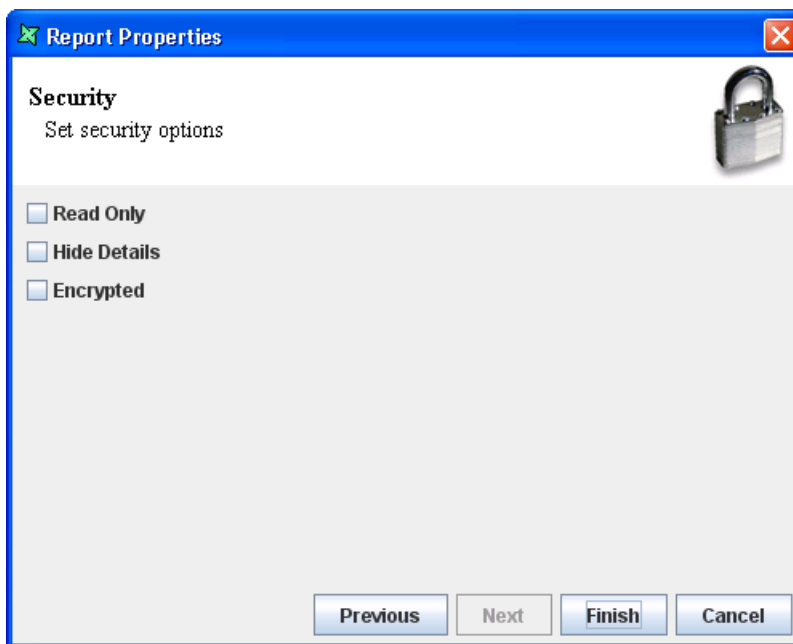 Report Properties
Security
Set security options
Read Only
Hide Details
Encrypted
Previous Next Finish Cancel